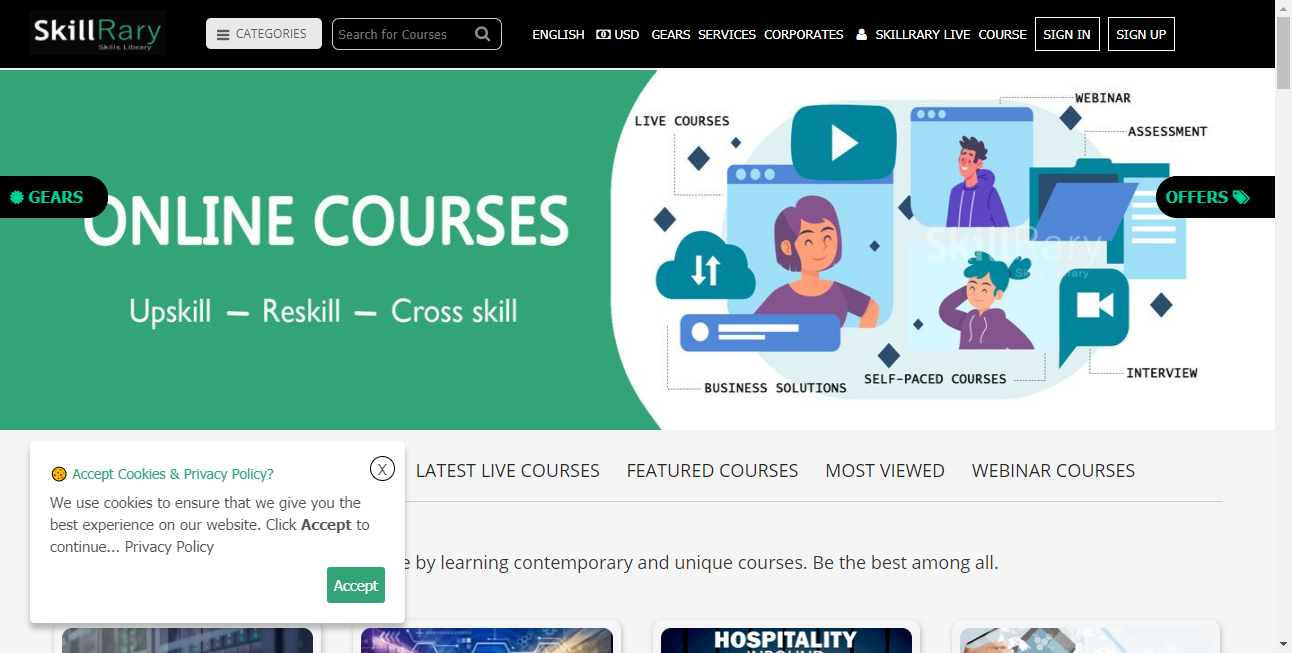 SkillRary
Skills Library
CATEGORIES
Search for Courses
ENGLISH USD GEARS SERVICES CORPORATES SKILLRARY LIVE COURSE SIGN IN SIGN UP
GEARS
ONLINE COURSES
Upskill — Reskill — Cross skill
LIVE COURSES
WEBINAR
ASSESSMENT
OFFERS
SkillRary
BUSINESS SOLUTIONS
SELF-PACED COURSES
INTERVIEW
LATEST LIVE COURSES FEATURED COURSES MOST VIEWED WEBINAR COURSES
Accept Cookies & Privacy Policy?
X
We use cookies to ensure that we give you the
best experience on our website. Click Accept to
continue... Privacy Policy
Accept
e by learning contemporary and unique courses. Be the best among all.
HOSPITALITY